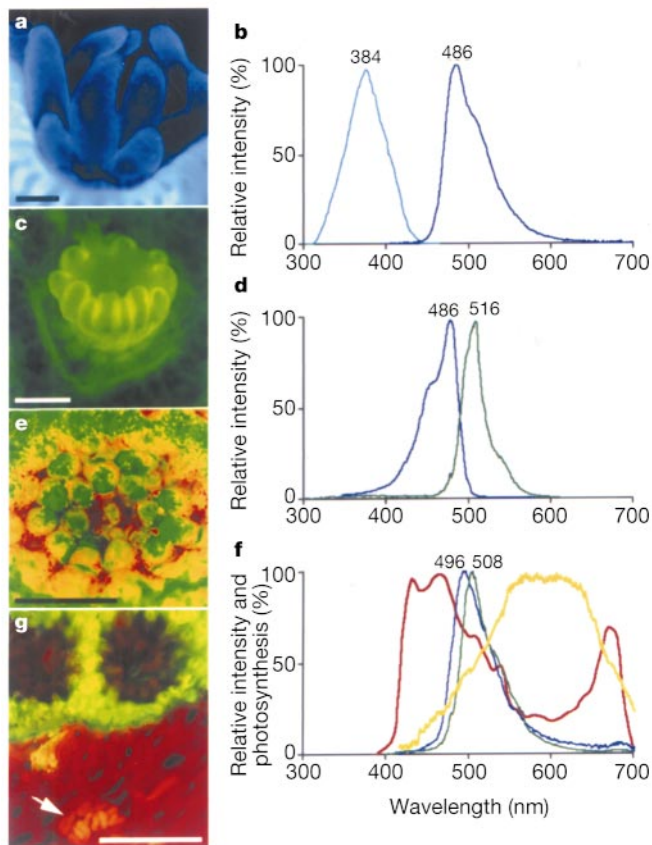 a
b
384
486
Relative intensity (%)
100
50
0
300
400
500
600
700
c
d
486
516
Relative intensity (%)
100
50
0
300
400
500
600
700
e
f
496
508
Relative intensity and
photosynthesis (%)
100
50
0
300
400
500
600
700
Wavelength (nm)
g